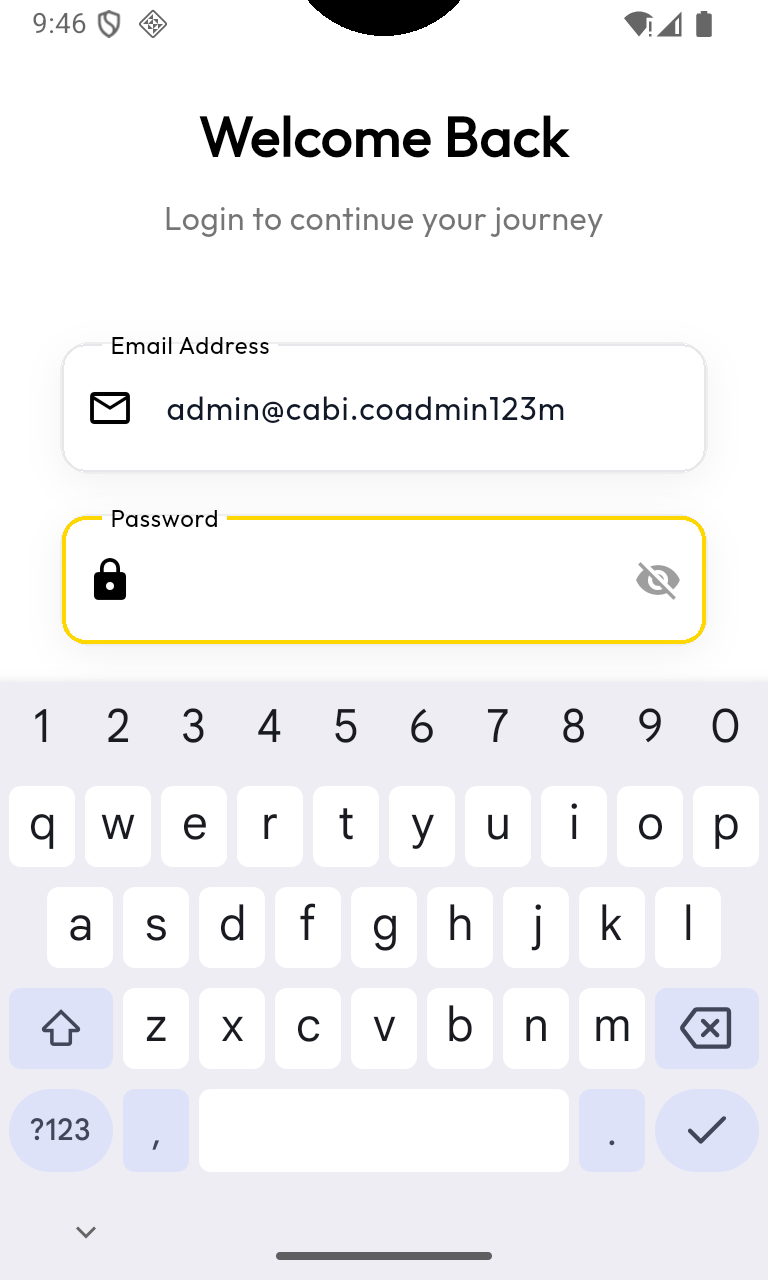 9:46
Welcome Back
Login to continue your journey
Email Address
admin@cabi.coadmin123m
Password
1 2 3 4 5 6 7 8 9 0
q w e r t y u i o p
a s d f g h j k l
z x c v b n m
?123 , .